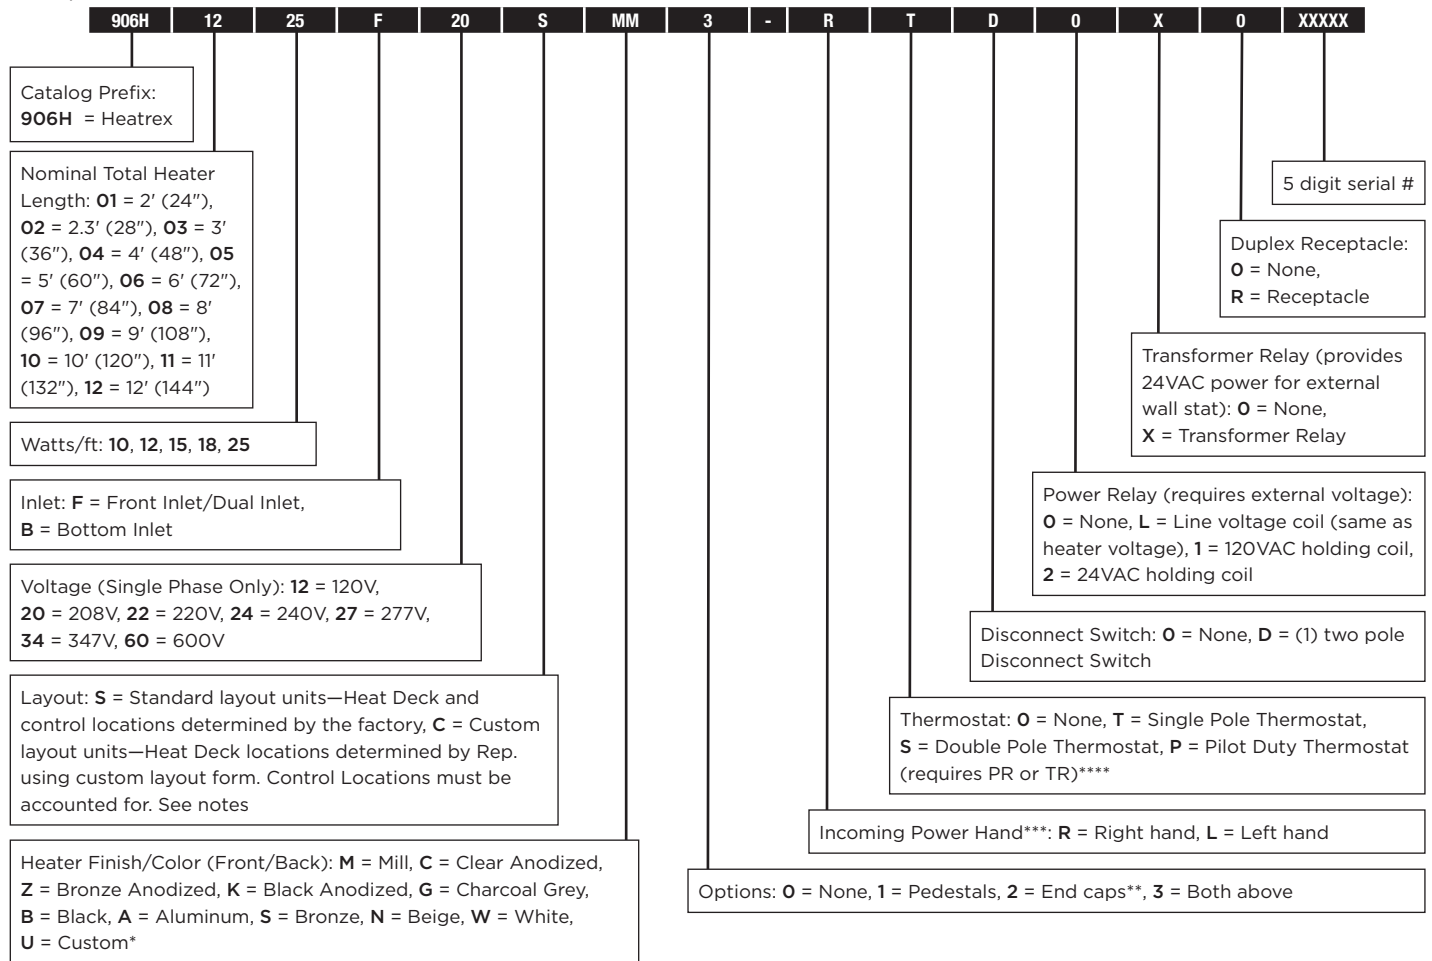 906H 12 25 F 20 S MM 3 - R T D 0 X 0 XXXXX
Catalog Prefix:
906H = Heatrex
Nominal Total Heater
Length: 01 = 2' (24"),
02 = 2.3' (28"), 03 = 3'
(36"), 04 = 4' (48"), 05
= 5' (60"), 06 = 6' (72"),
07 = 7' (84"), 08 = 8'
(96"), 09 = 9' (108"),
10 = 10' (120"), 11 = 11'
(132"), 12 = 12' (144")
Watts/ft: 10, 12, 15, 18, 25
Inlet: F = Front Inlet/Dual Inlet,
B = Bottom Inlet
Voltage (Single Phase Only): 12 = 120V,
20 = 208V, 22 = 220V, 24 = 240V, 27 = 277V,
34 = 347V, 60 = 600V
Layout: S = Standard layout units—Heat Deck and
control locations determined by the factory, C = Custom
layout units—Heat Deck locations determined by Rep.
using custom layout form. Control Locations must be
accounted for. See notes
Heater Finish/Color (Front/Back): M = Mill, C = Clear Anodized,
Z = Bronze Anodized, K = Black Anodized, G = Charcoal Grey,
B = Black, A = Aluminum, S = Bronze, N = Beige, W = White,
U = Custom*
5 digit serial #
Duplex Receptacle:
0 = None,
R = Receptacle
Transformer Relay (provides
24VAC power for external
wall stat): 0 = None,
X = Transformer Relay
Power Relay (requires external voltage):
0 = None, L = Line voltage coil (same as
heater voltage), 1 = 120VAC holding coil,
2 = 24VAC holding coil
Disconnect Switch: 0 = None, D = (1) two pole
Disconnect Switch
Thermostat: 0 = None, T = Single Pole Thermostat,
S = Double Pole Thermostat, P = Pilot Duty Thermostat
(requires PR or TR)****
Incoming Power Hand***: R = Right hand, L = Left hand
Options: 0 = None, 1 = Pedestals, 2 = End caps**, 3 = Both above